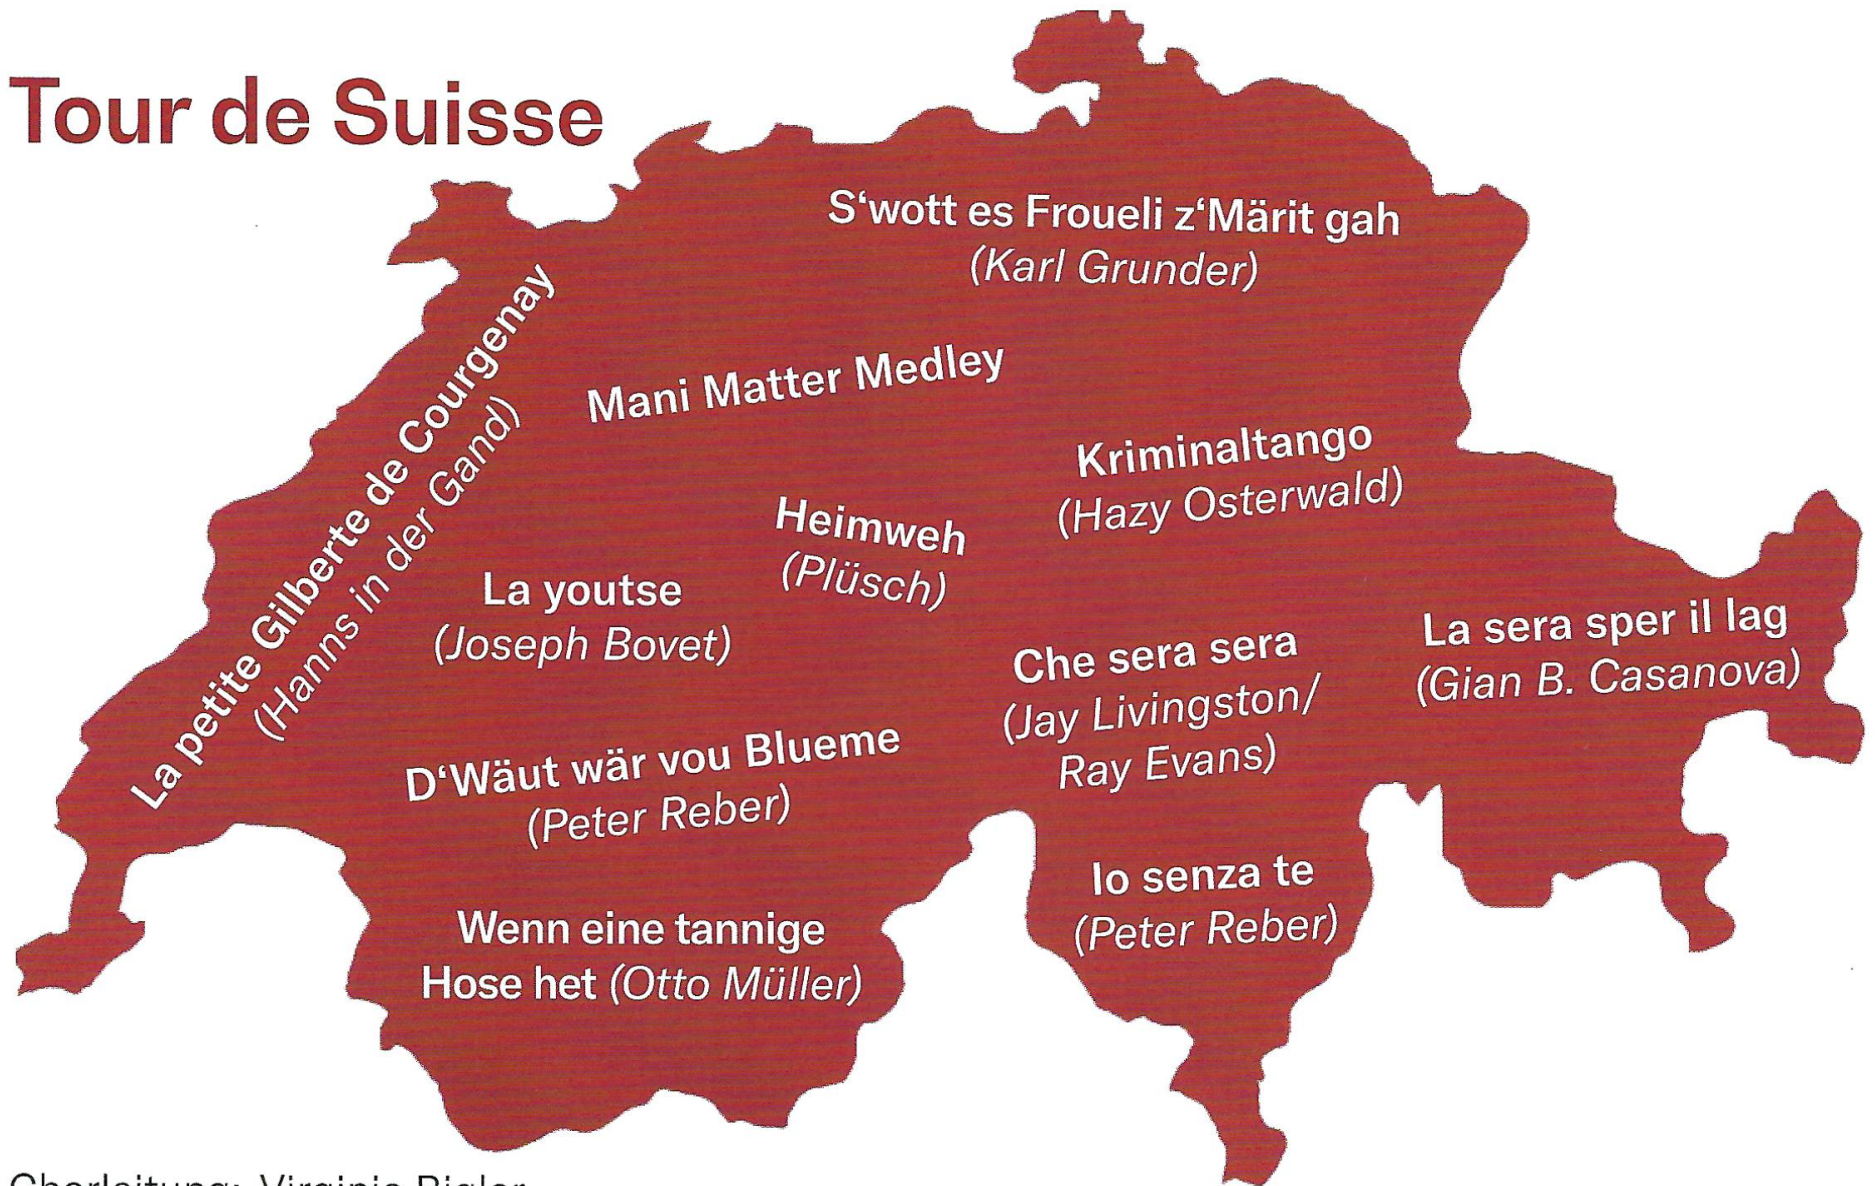 Tour de Suisse
S‘wott es Froueli z‘Märit gah
(Karl Grunder)
La petite Gilberte de Courgenay
(Hanns in der Gand)
Mani Matter Medley
Kriminaltango
(Hazy Osterwald)
Heimweh
(Plüsch)
La youtse
(Joseph Bovet)
Che sera sera
(Jay Livingston/
Ray Evans)
La sera sper il lag
(Gian B. Casanova)
D‘Wäut wär vou Blueme
(Peter Reber)
Io senza te
(Peter Reber)
Wenn eine tannige
Hose het (Otto Müller)
Chorleitung: Virginia Bigler